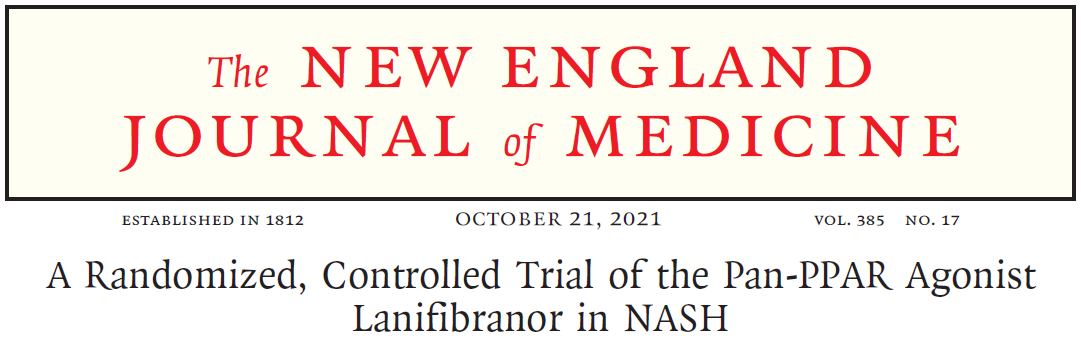 The NEW ENGLAND
JOURNAL of MEDICINE
ESTABLISHED IN 1812 OCTOBER 21, 2021 VOL. 385 NO. 17
A Randomized, Controlled Trial of the Pan-PPAR Agonist
Lanifibranor in NASH